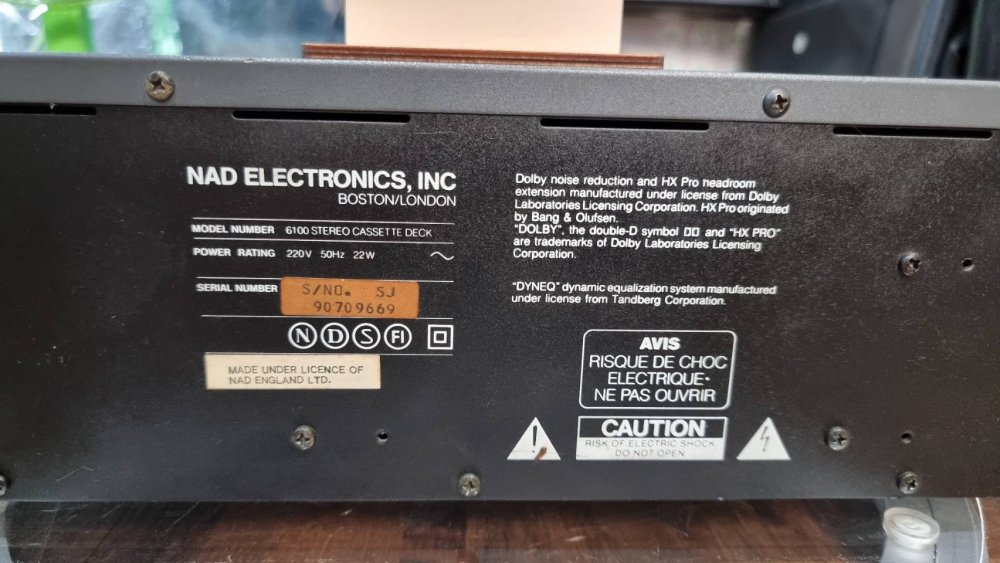 NAD ELECTRONICS, INC
BOSTON/LONDON
MODEL NUMBER 6100 STEREO CASSETTE DECK
POWER RATING 220V 50Hz 22W
SERIAL NUMBER S/NO. 5J
90709669
N D S FI
MADE UNDER LICENCE OF
NAD ENGLAND LTD.
Dolby noise reduction and HX Pro headroom
extension manufactured under license from Dolby
Laboratories Licensing Corporation. HX Pro originated
by Bang & Olufsen.
"DOLBY", the double-D symbol and "HX PRO"
are trademarks of Dolby Laboratories Licensing
Corporation.
"DYNEQ" dynamic equalization system manufactured
under license from Tandberg Corporation.
AVIS
RISQUE DE CHOC
ELECTRIQUE-
NE PAS OUVRIR
CAUTION
RISK OF ELECTRIC SHOCK
DO NOT OPEN